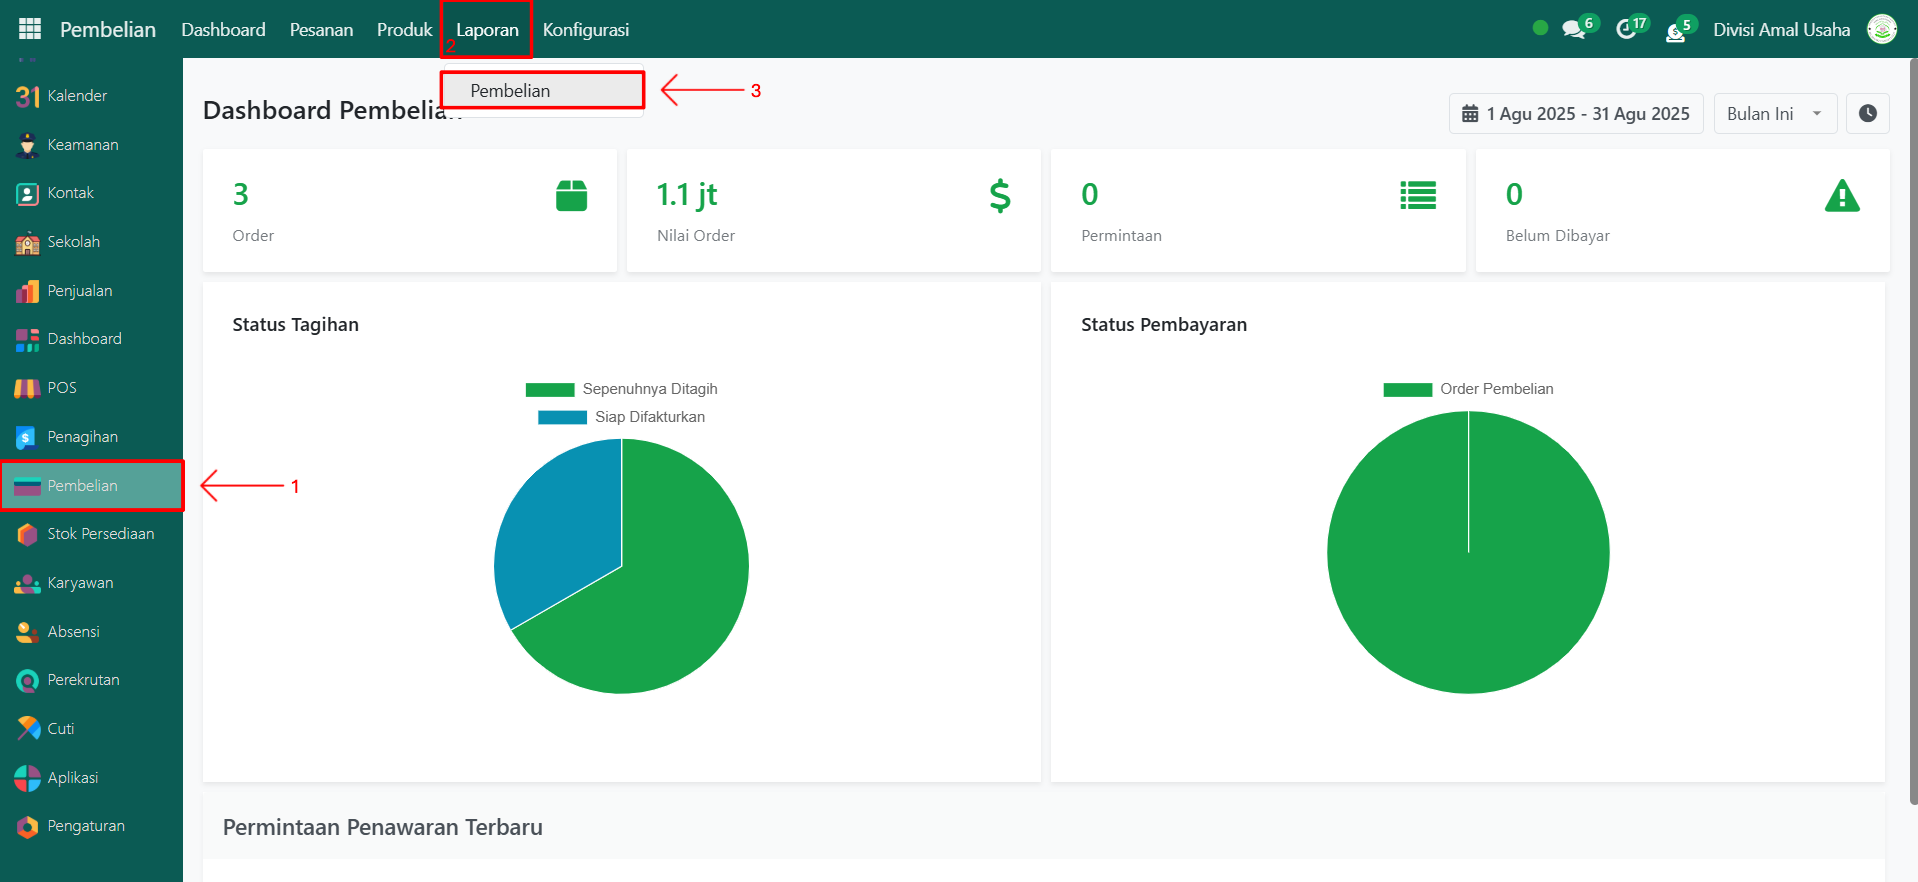 Pembelian Dashboard Pesanan Produk Laporan Konfigurasi 6 17 5 Divisi Amal Usaha
2
31 Kalender
Keamanan
Kontak
Sekolah
Penjualan
Dashboard
POS
Penagihan
Pembelian
1
Stok Persediaan
Karyawan
Absensi
Perekrutan
Cuti
Aplikasi
Pengaturan
Pembelian
3
Dashboard Pembelian
1 Agu 2025 - 31 Agu 2025
Bulan Ini
3
Order
1.1 jt
Nilai Order
0
Permintaan
0
Belum Dibayar
Status Tagihan
Sepenuhnya Ditagih
Siap Difakturkan
Status Pembayaran
Order Pembelian
Permintaan Penawaran Terbaru